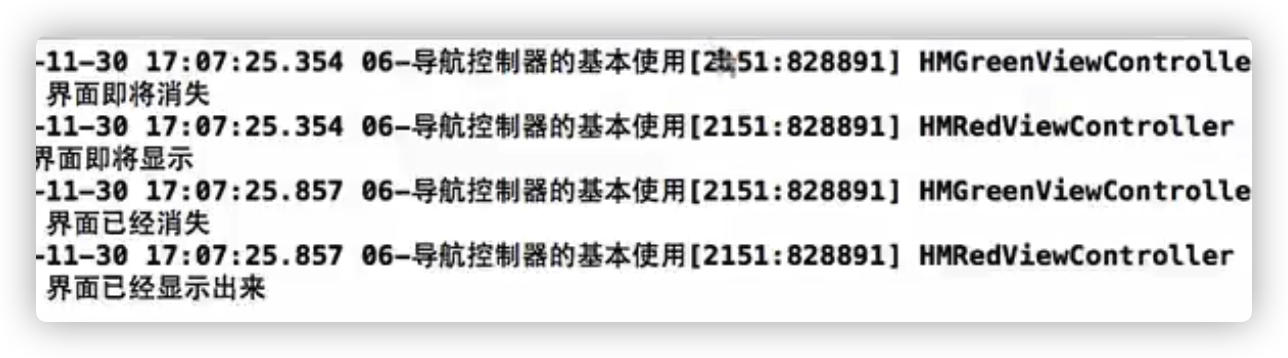 -11-30 17:07:25.354 06-导航控制器的基本使用[2151:828891] HMGreenViewControlle
界面即将消失
-11-30 17:07:25.354 06-导航控制器的基本使用[2151:828891] HMRedViewController
界面即将显示
-11-30 17:07:25.857 06-导航控制器的基本使用[2151:828891] HMGreenViewControlle
界面已经消失
-11-30 17:07:25.857 06-导航控制器的基本使用[2151:828891] HMRedViewController
界面已经显示出来